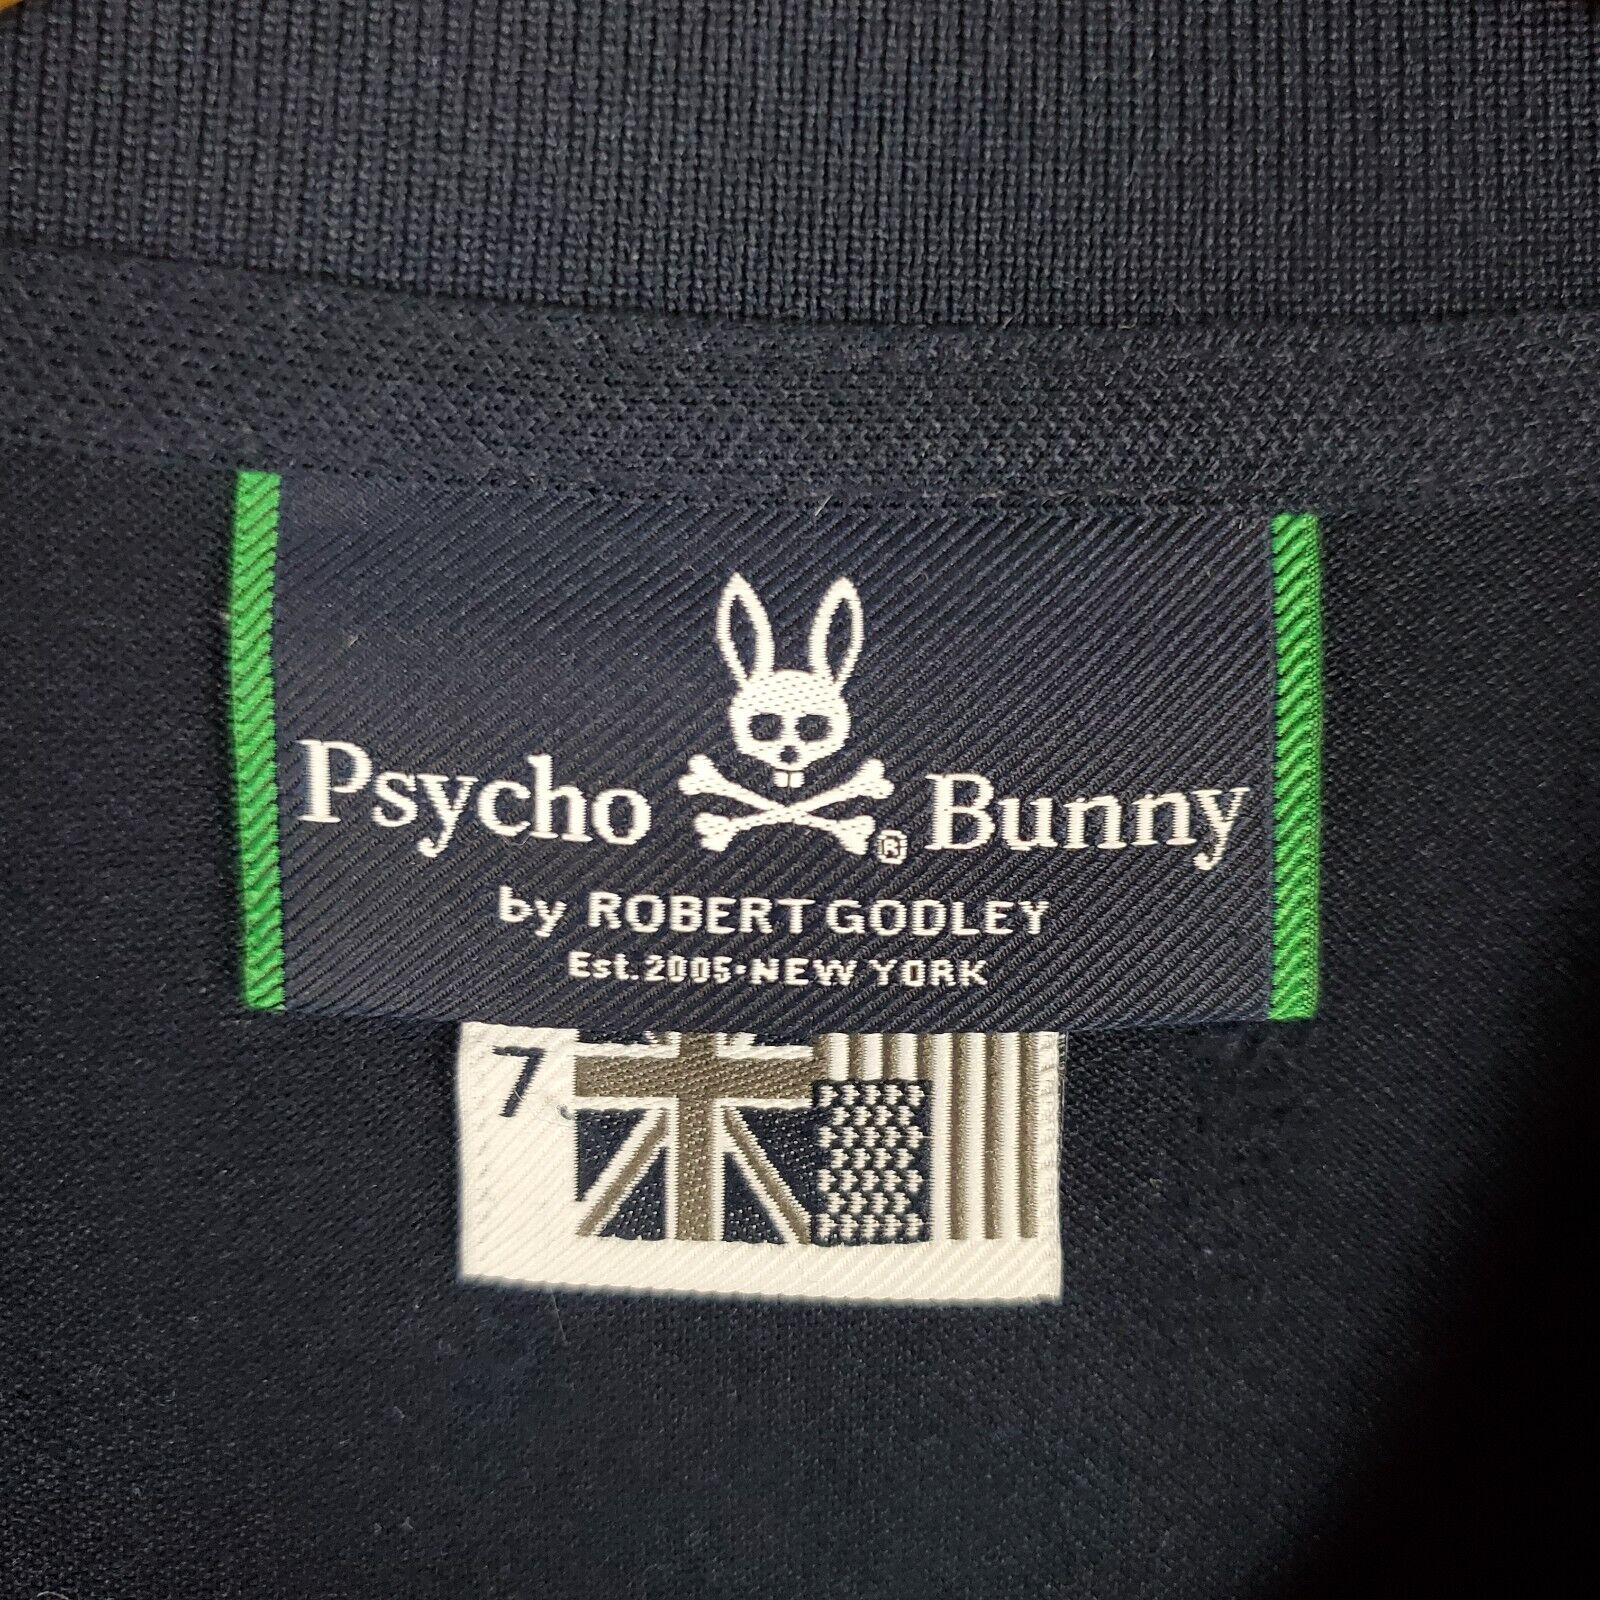 Psycho ® Bunny
by ROBERT GODLEY
Est. 2005·NEW YORK
7